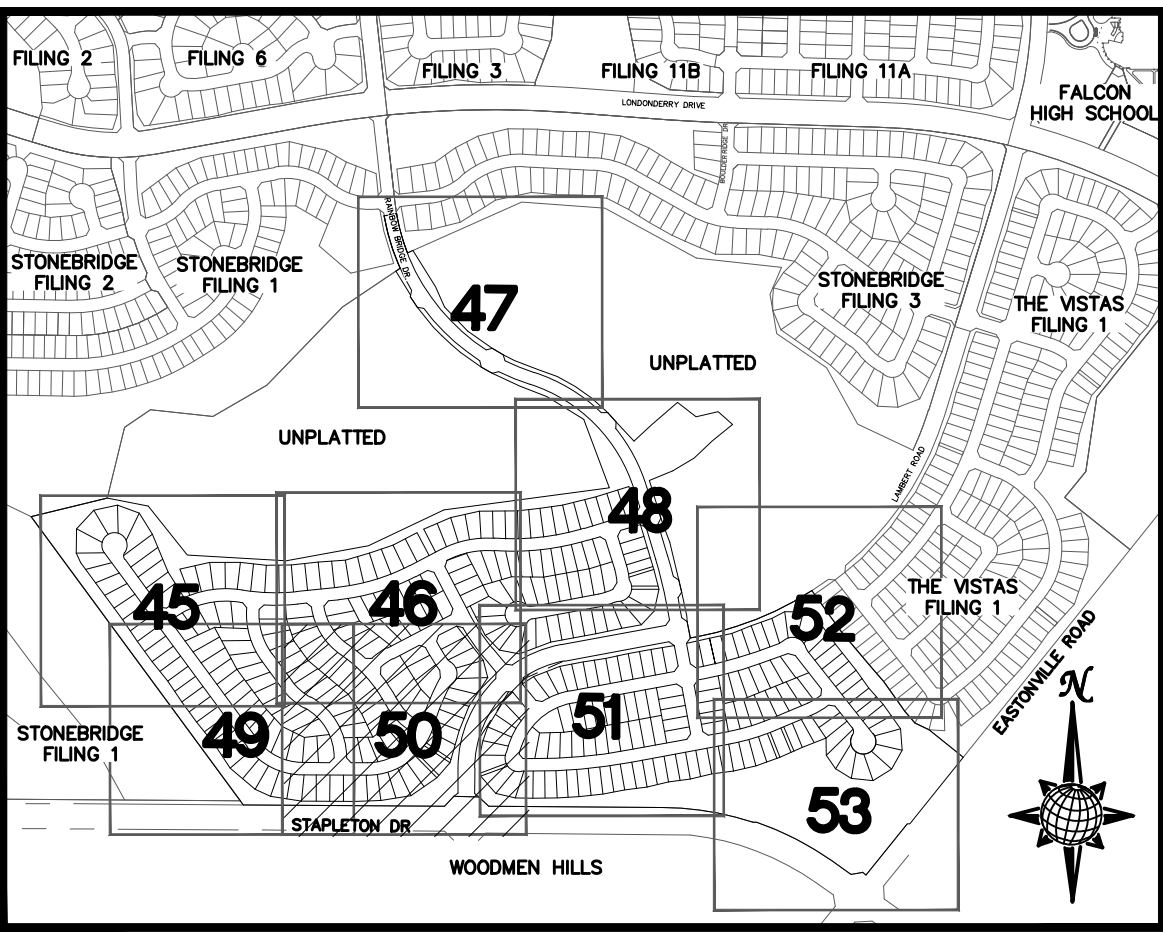 FILING 2
FILING 6
FILING 3
FILING 11B
FILING 11A
FALCON
HIGH SCHOOL
LONDONDERRY DRIVE
BOULDER RIDGE DR
RAINBOW BRIDGE DR
STONEBRIDGE
FILING 2
STONEBRIDGE
FILING 1
STONEBRIDGE
FILING 3
THE VISTAS
FILING 1
47
UNPLATTED
UNPLATTED
LAMBERT ROAD
48
45
46
52
THE VISTAS
FILING 1
EASTONVILLE ROAD
N
STONEBRIDGE
FILING 1
49
50
51
53
STAPLETON DR
WOODMEN HILLS